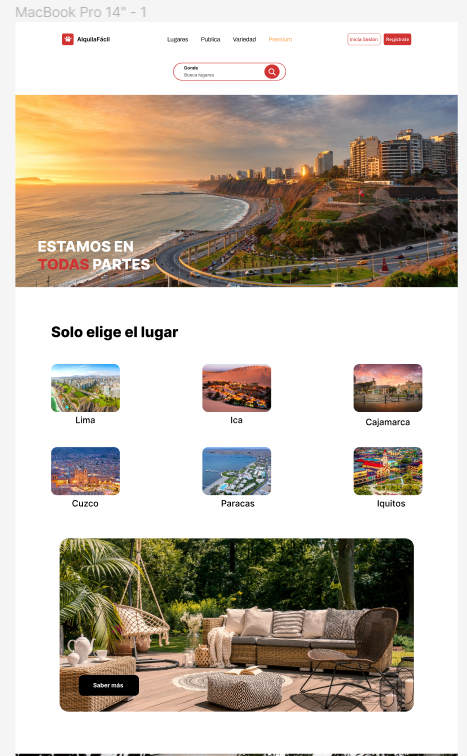 MacBook Pro 14" - 1
AlquilaFácil
Lugares Publica Variedad Premium
Inicia Sesión Registrate
Donde
Busca lugares
ESTAMOS EN
TODAS PARTES
Solo elige el lugar
Lima Ica Cajamarca
Cuzco Paracas Iquitos
Saber más